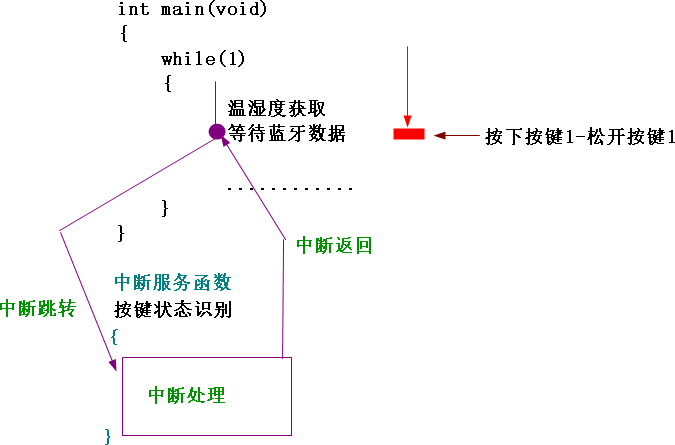 int main(void)
{
while(1)
{
温湿度获取
等待蓝牙数据
按下按键1-松开按键1
............
}
}
中断返回
中断服务函数
中断跳转
按键状态识别
{
中断处理
}